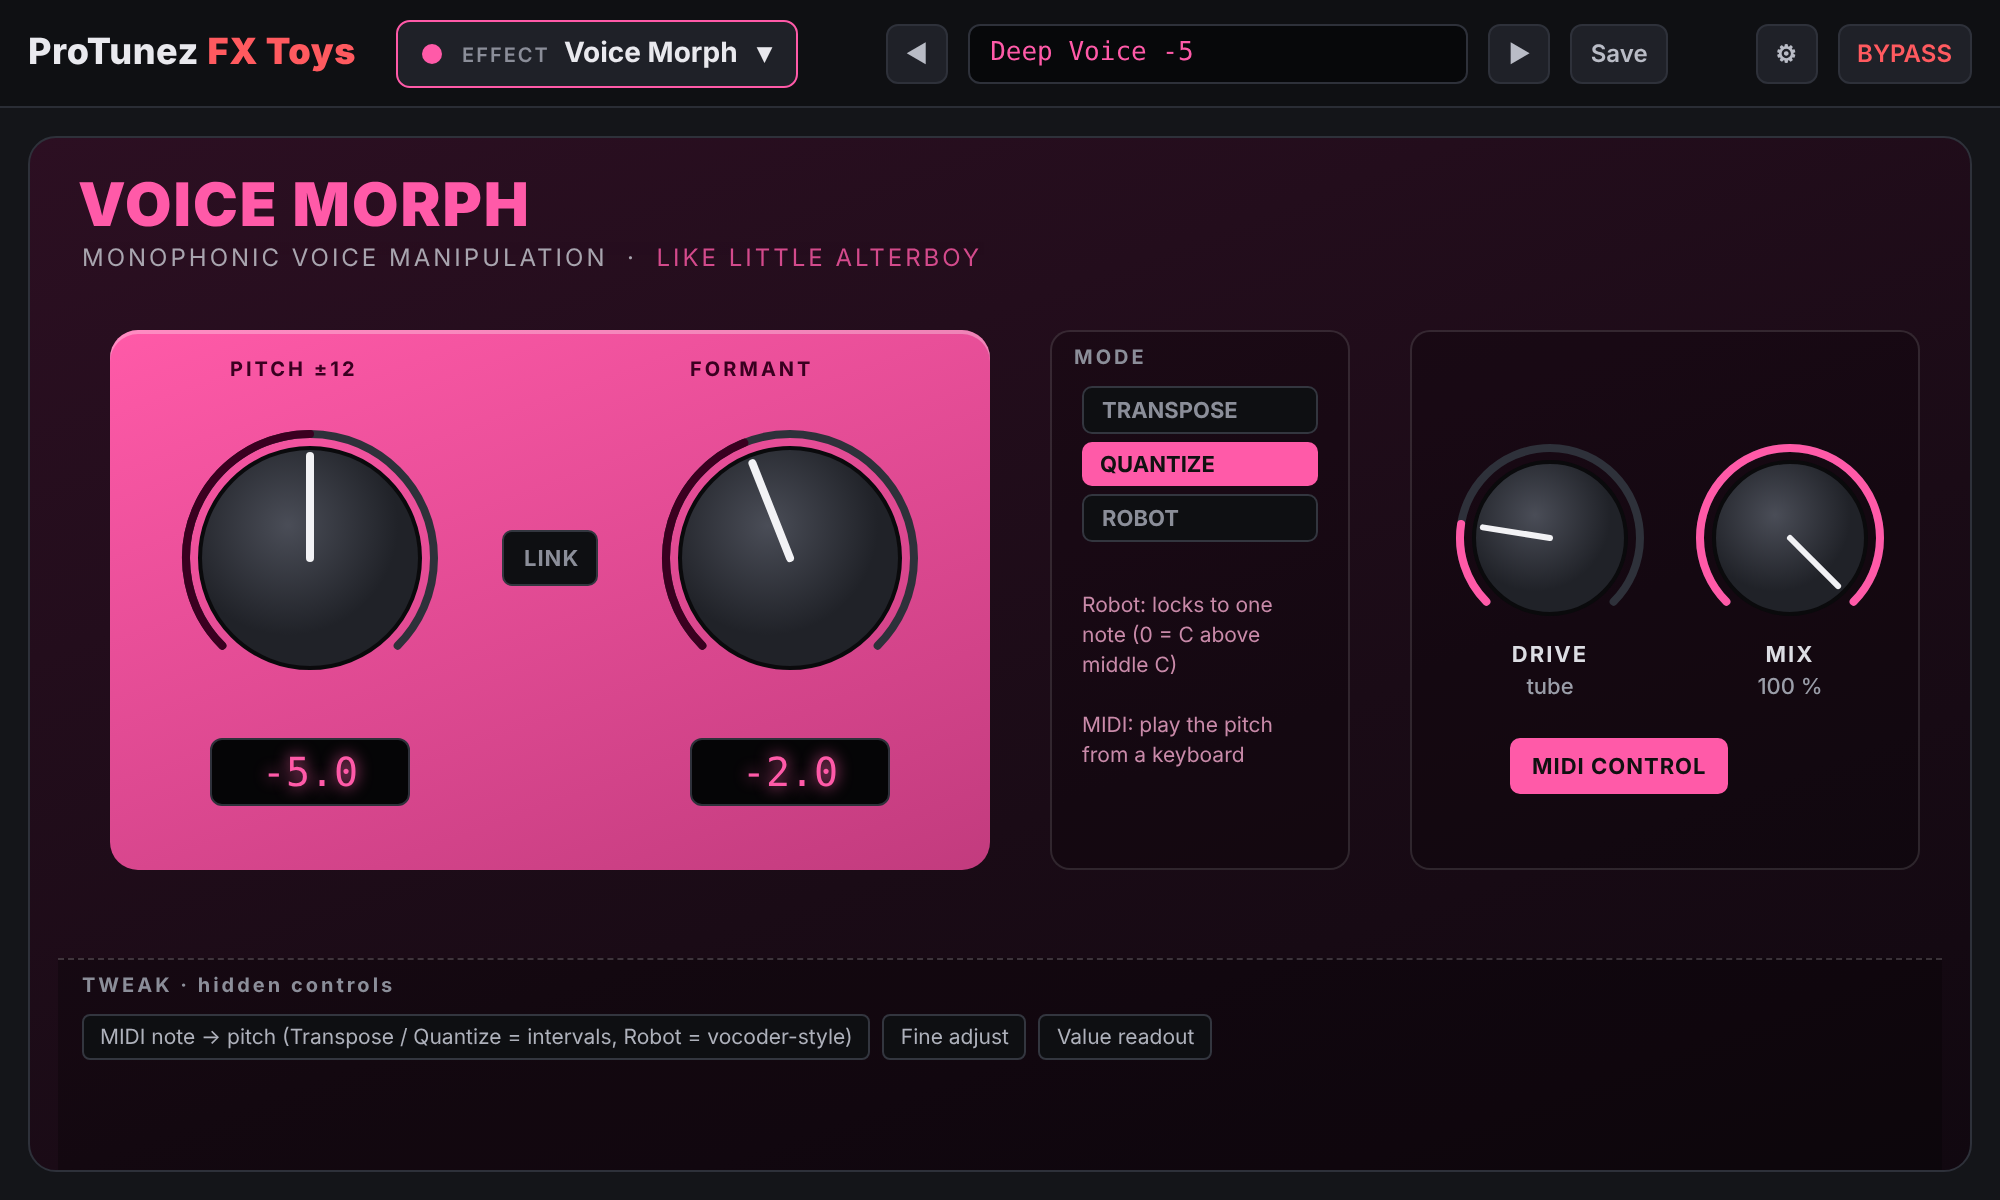 ProTunez FX Toys
EFFECT Voice Morph ▼
◀
Deep Voice -5
▶
Save
⚙
BYPASS
VOICE MORPH
MONOPHONIC VOICE MANIPULATION · LIKE LITTLE ALTERBOY
PITCH ±12
FORMANT
LINK
-5.0
-2.0
MODE
TRANSPOSE
QUANTIZE
ROBOT
Robot: locks to one
note (0 = C above
middle C)
MIDI: play the pitch
from a keyboard
DRIVE
tube
MIX
100 %
MIDI CONTROL
TWEAK · hidden controls
MIDI note → pitch (Transpose / Quantize = intervals, Robot = vocoder-style)
Fine adjust
Value readout